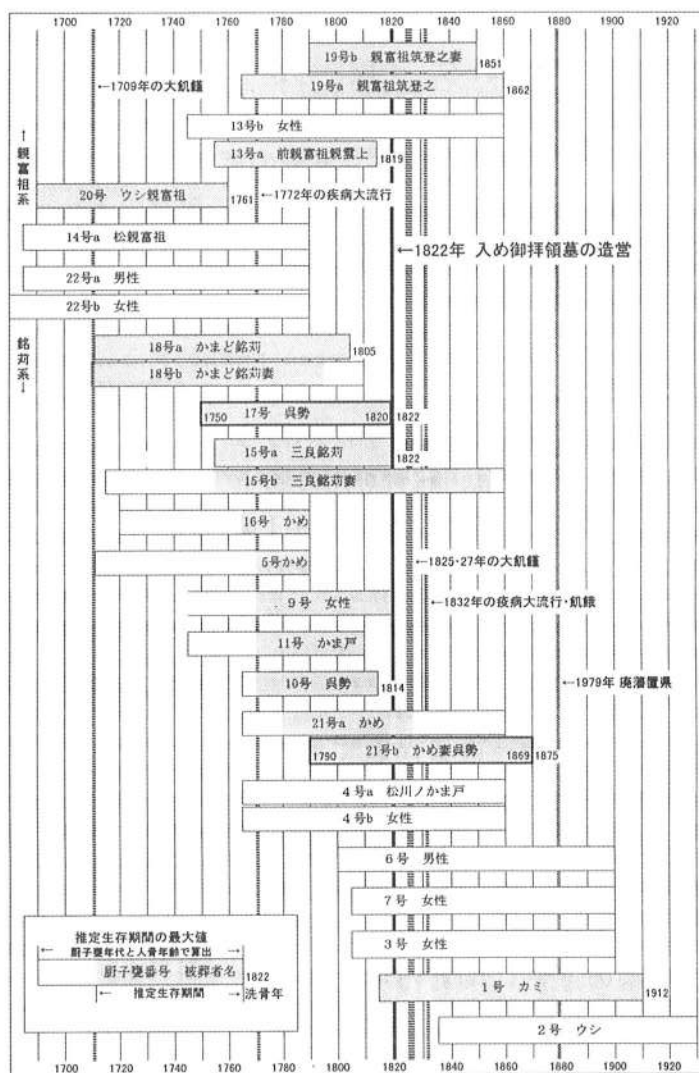 1700 1720 1740 1760 1780 1800 1820 1840 1860 1880 1900 1920
19号b 親富祖筑登之妻
1851
←1709年の大飢饉
19号a 親富祖筑登之
1862
13号b 女性
←親富祖系
13号a 前親富祖親雲上
1819
20号 ウシ親富祖
1761
←1772年の疾病大流行
14号a 松親富祖
←1822年 入め御拝領墓の造営
22号a 男性
22号b 女性
銘苅系→
18号a かまど銘苅
1805
18号b かまど銘苅妻
1750 17号 呉勢 1820 1822
15号a 三良銘苅
1822
15号b 三良銘苅妻
16号 かめ
5号かめ
←1825・27年の大飢饉
9号 女性
←1832年の疫病大流行・飢餓
11号 かま戸
10号 呉勢
1814
←1979年 廃藩置県
21号a かめ
1790 21号b かめ妻呉勢 1869 1875
4号a 松川ノかま戸
4号b 女性
6号 男性
7号 女性
推定生存期間の最大値
厨子甕年代と人骨年齢で算出
3号 女性
厨子甕番号 被葬者名 1822
1号 カミ
1912
←推定生存期間→ 洗骨年
2号 ウシ
1700 1720 1740 1760 1780 1800 1820 1840 1860 1880 1900 1920